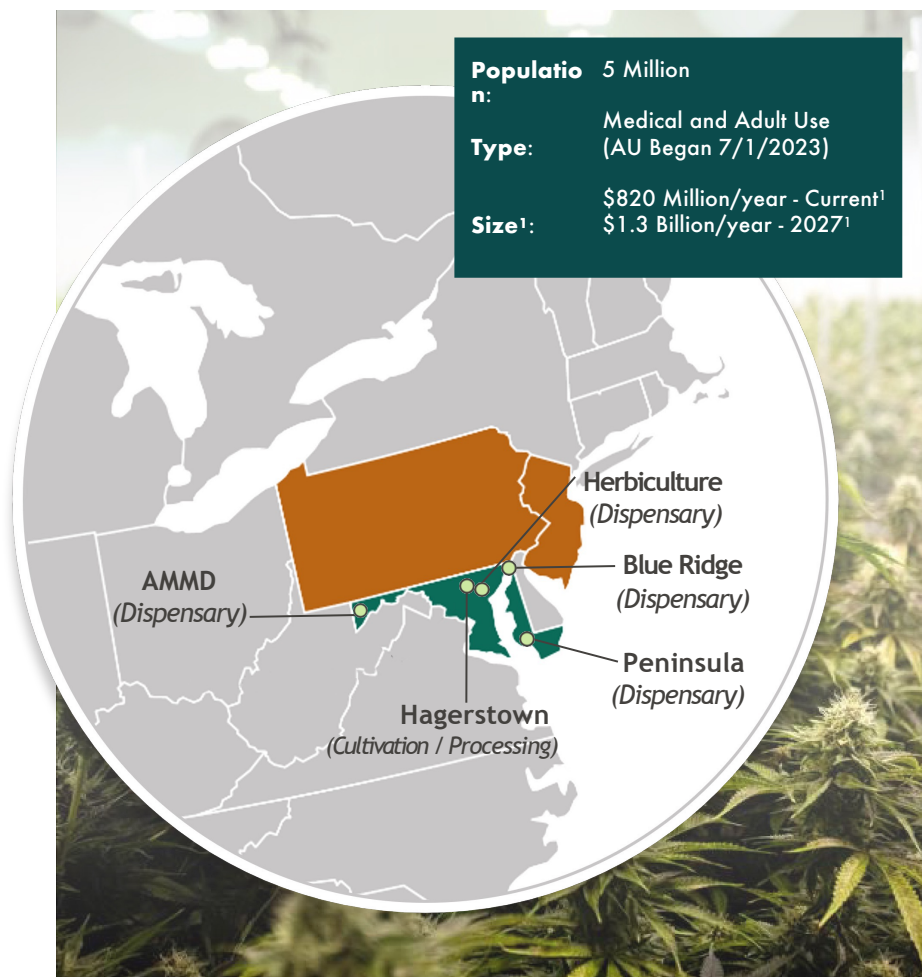 Populatio 5 Million
n:
Medical and Adult Use
Type: (AU Began 7/1/2023)
$820 Million/year - Current¹
Size¹: $1.3 Billion/year - 2027¹
Herbiculture
(Dispensary)
Blue Ridge
(Dispensary)
AMMD
(Dispensary)
Peninsula
(Dispensary)
Hagerstown
(Cultivation / Processing)